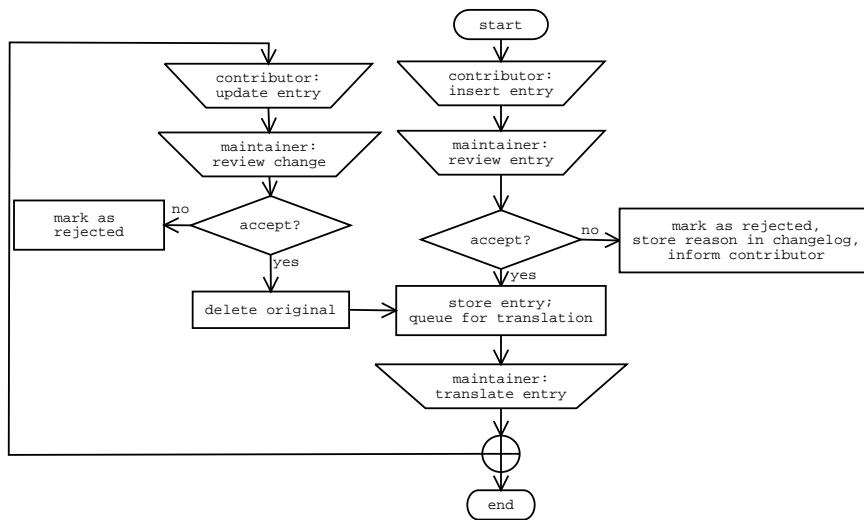 start
contributor:
update entry
contributor:
insert entry
maintainer:
review change
maintainer:
review entry
no
mark as
rejected
accept?
yes
accept?
no
mark as rejected,
store reason in changelog,
inform contributor
yes
delete original
store entry;
queue for translation
maintainer:
translate entry
end